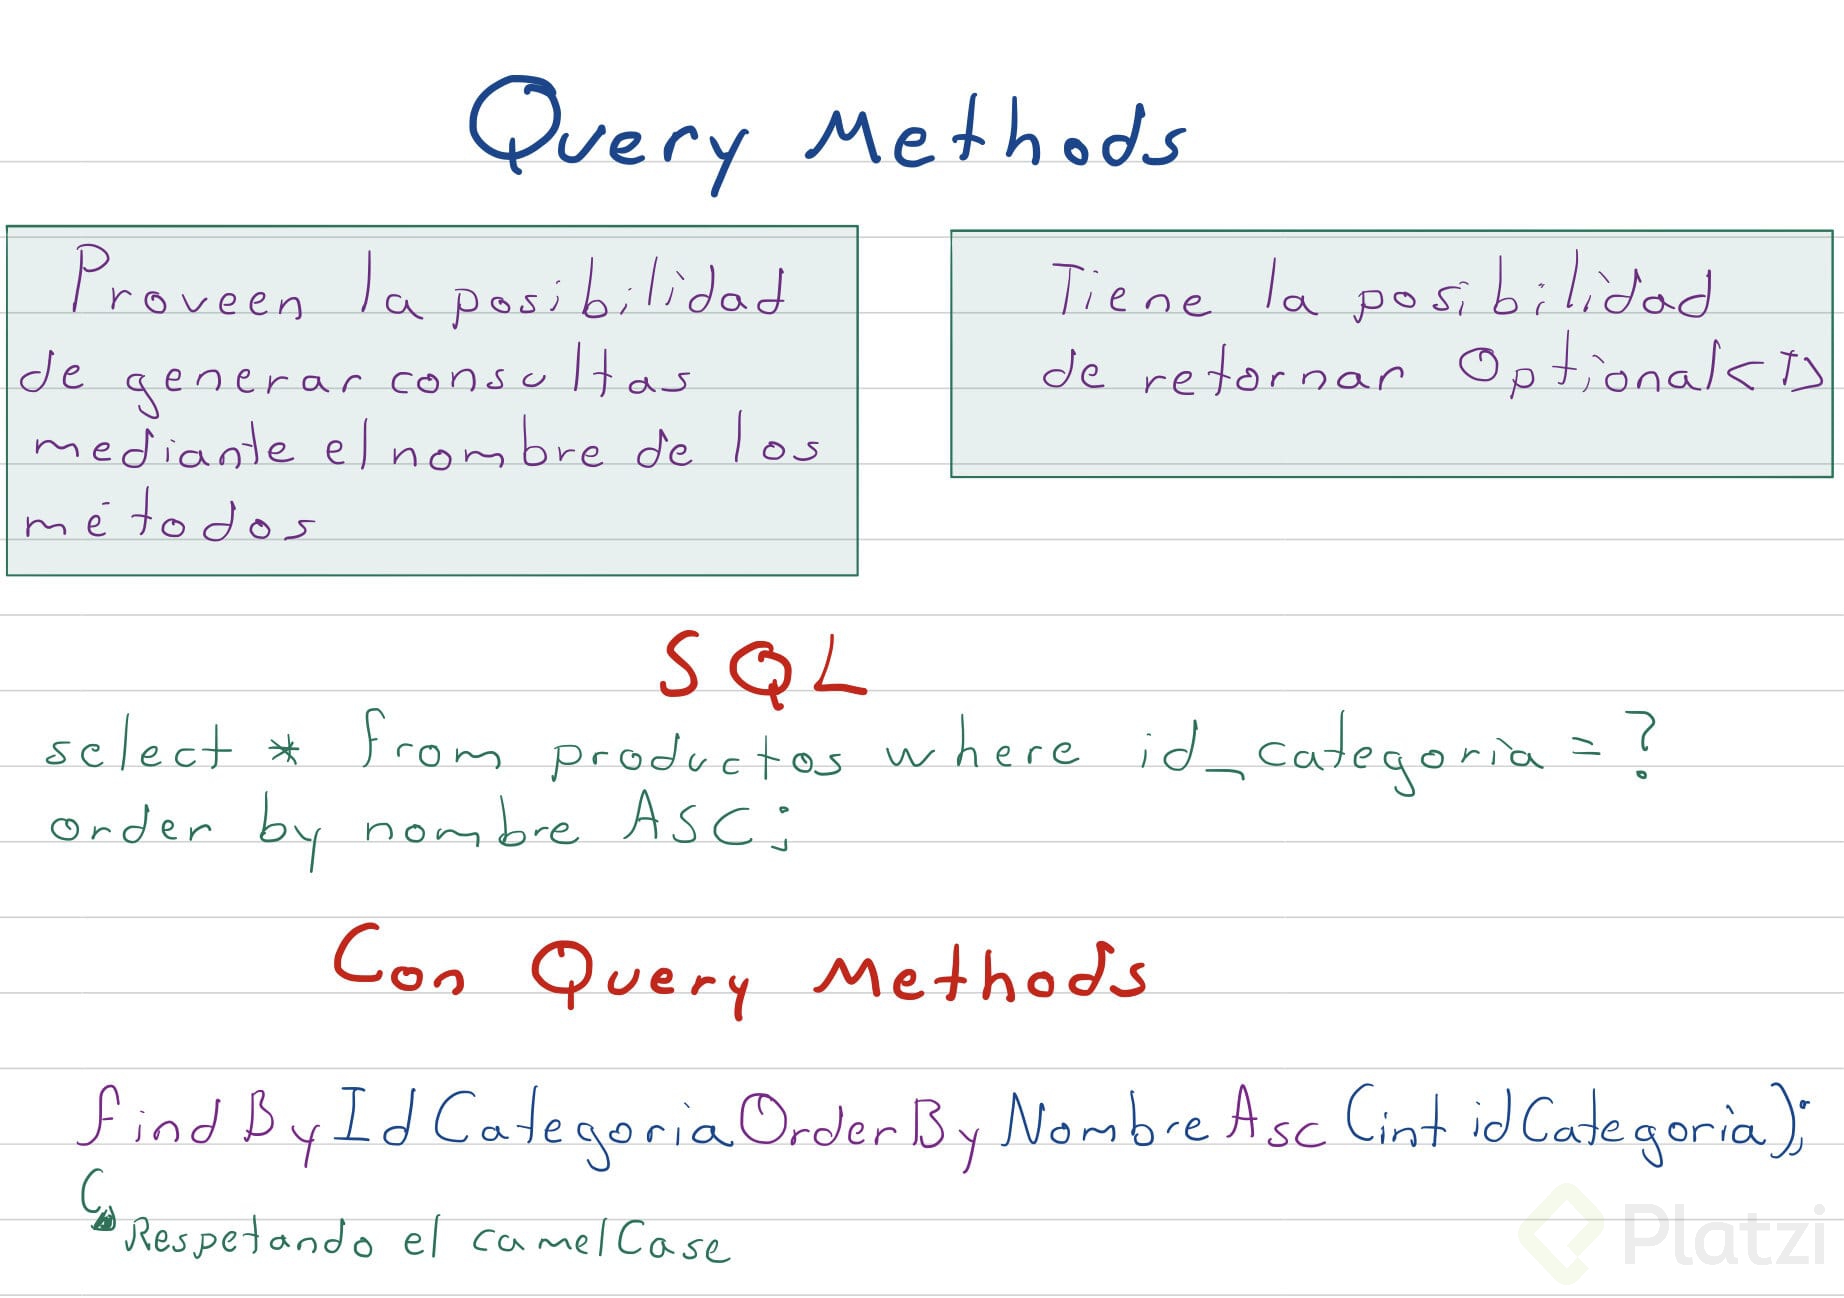 Query Methods
Proveen la posibilidad
de generar consultas
mediante el nombre de los
métodos
Tiene la posibilidad
de retornar Optional<T>
SQL
select * from productos where id_categoria = ?
order by nombre ASC;
Con Query Methods
findByIdCategoriaOrderByNombreAsc(int idCategoria);
Respetando el camelCase
Platzi